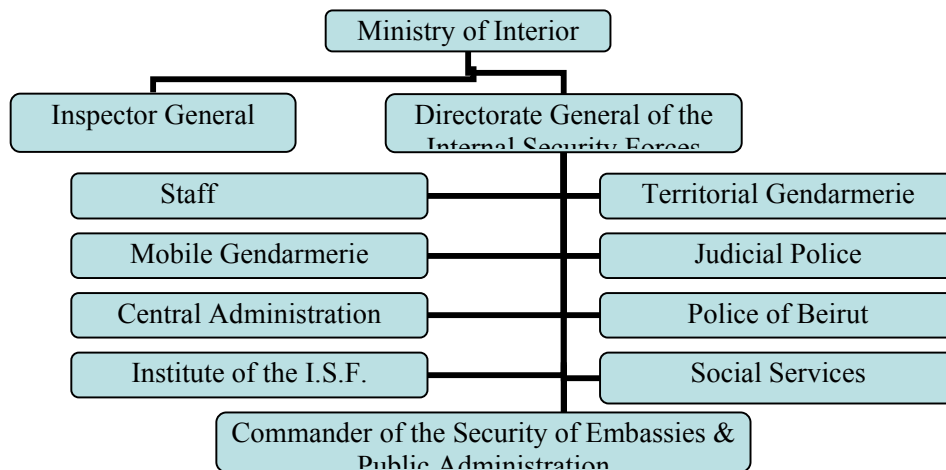 Ministry of Interior
Inspector General
Directorate General of the
Internal Security Forces
Staff
Territorial Gendarmerie
Mobile Gendarmerie
Judicial Police
Central Administration
Police of Beirut
Institute of the I.S.F.
Social Services
Commander of the Security of Embassies &
Public Administration